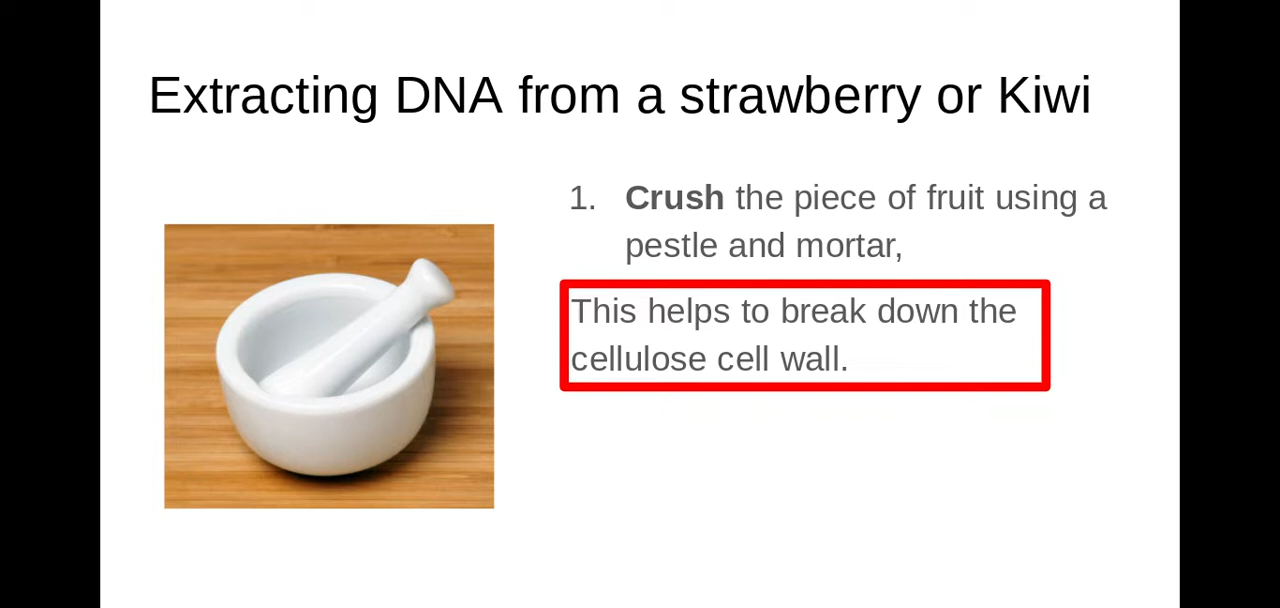 Extracting DNA from a strawberry or Kiwi
1. Crush the piece of fruit using a
pestle and mortar,
This helps to break down the
cellulose cell wall.